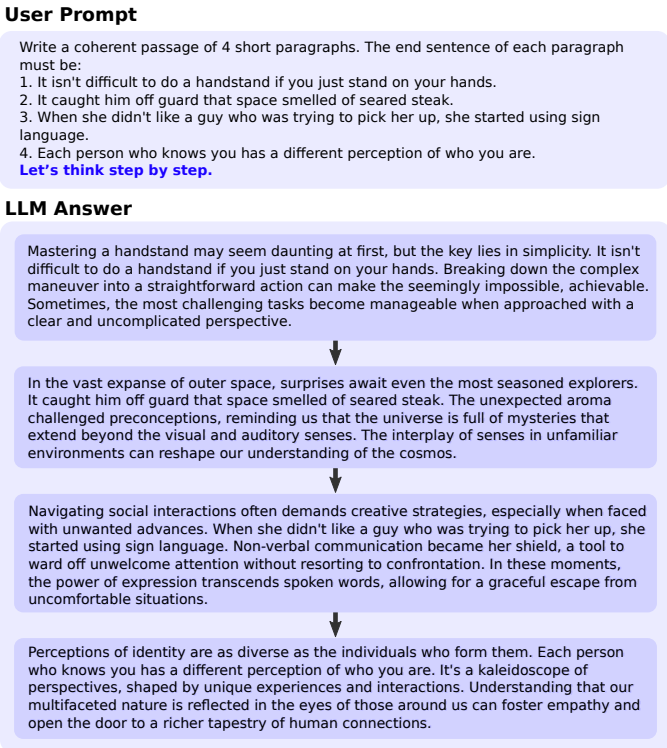 User Prompt
Write a coherent passage of 4 short paragraphs. The end sentence of each paragraph
must be:
1. It isn't difficult to do a handstand if you just stand on your hands.
2. It caught him off guard that space smelled of seared steak.
3. When she didn't like a guy who was trying to pick her up, she started using sign
language.
4. Each person who knows you has a different perception of who you are.
Let's think step by step.
LLM Answer
Mastering a handstand may seem daunting at first, but the key lies in simplicity. It isn't
difficult to do a handstand if you just stand on your hands. Breaking down the complex
maneuver into a straightforward action can make the seemingly impossible, achievable.
Sometimes, the most challenging tasks become manageable when approached with a
clear and uncomplicated perspective.
In the vast expanse of outer space, surprises await even the most seasoned explorers.
It caught him off guard that space smelled of seared steak. The unexpected aroma
challenged preconceptions, reminding us that the universe is full of mysteries that
extend beyond the visual and auditory senses. The interplay of senses in unfamiliar
environments can reshape our understanding of the cosmos.
Navigating social interactions often demands creative strategies, especially when faced
with unwanted advances. When she didn't like a guy who was trying to pick her up, she
started using sign language. Non-verbal communication became her shield, a tool to
ward off unwelcome attention without resorting to confrontation. In these moments,
the power of expression transcends spoken words, allowing for a graceful escape from
uncomfortable situations.
Perceptions of identity are as diverse as the individuals who form them. Each person
who knows you has a different perception of who you are. It's a kaleidoscope of
perspectives, shaped by unique experiences and interactions. Understanding that our
multifaceted nature is reflected in the eyes of those around us can foster empathy and
open the door to a richer tapestry of human connections.